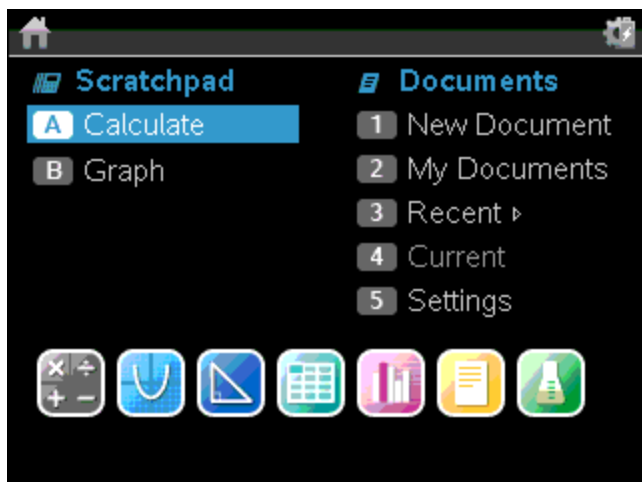 Scratchpad
A Calculate
B Graph
Documents
1 New Document
2 My Documents
3 Recent ▹
4 Current
5 Settings
× ÷
+ −